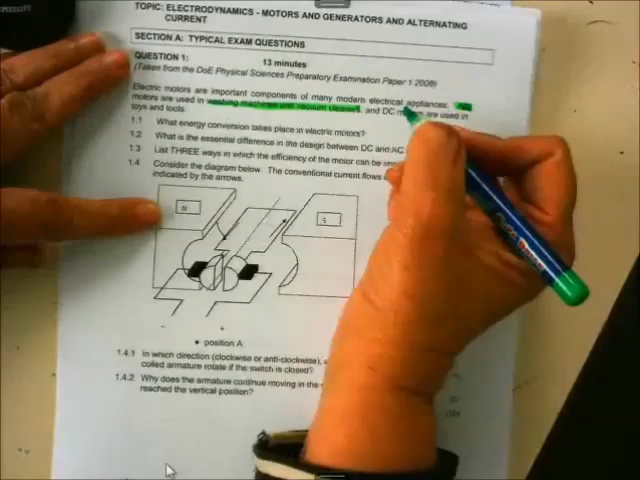 TOPIC: ELECTRODYNAMICS - MOTORS AND GENERATORS AND ALTERNATING
CURRENT
SECTION A: TYPICAL EXAM QUESTIONS
QUESTION 1: 13 minutes
(Taken from the DoE Physical Sciences Preparatory Examination Paper 1 2008)
Electric motors are important components of many modern electrical appliances.
motors are used in washing machines and vacuum cleaners, and DC are used in
toys and tools.
1.1 What energy conversion takes place in electric motors?
1.2 What is the essential difference in the design between DC and AC
1.3 List THREE ways in which the efficiency of the motor can be
1.4 Consider the diagram below. The conventional current flows
indicated by the arrows.
N
S
• position A
1.4.1 In which direction (clockwise or anti-clockwise),
coiled armature rotate if the switch is closed?
1.4.2 Why does the armature continue moving in the
reached the vertical position?